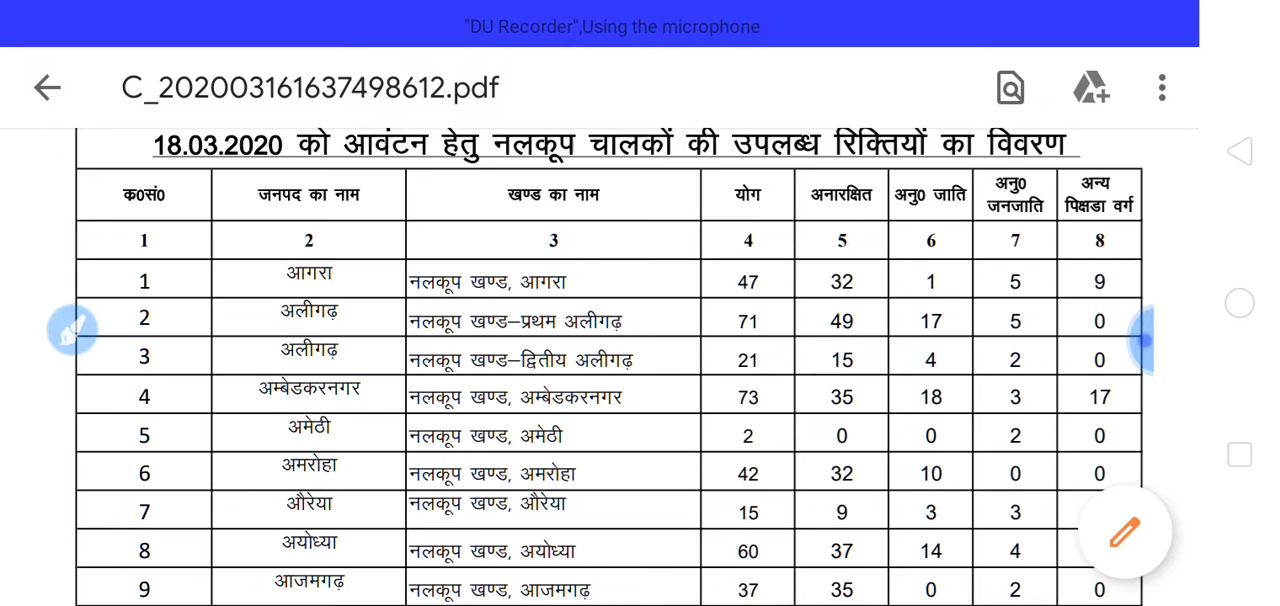 "DU Recorder",Using the microphone
C_202003161637498612.pdf
18.03.2020 को आवंटन हेतु नलकूप चालकों की उपलब्ध रिक्तियों का विवरण
क०सं० जनपद का नाम खण्ड का नाम योग अनारक्षित अनु० जाति अनु० जनजाति अन्य पिक्षडा वर्ग
1 2 3 4 5 6 7 8
1 आगरा नलकूप खण्ड, आगरा 47 32 1 5 9
2 अलीगढ़ नलकूप खण्ड–प्रथम अलीगढ़ 71 49 17 5 0
3 अलीगढ़ नलकूप खण्ड–द्वितीय अलीगढ़ 21 15 4 2 0
4 अम्बेडकरनगर नलकूप खण्ड, अम्बेडकरनगर 73 35 18 3 17
5 अमेठी नलकूप खण्ड, अमेठी 2 0 0 2 0
6 अमरोहा नलकूप खण्ड, अमरोहा 42 32 10 0 0
7 औरेया नलकूप खण्ड, औरेया 15 9 3 3
8 अयोध्या नलकूप खण्ड, अयोध्या 60 37 14 4
9 आजमगढ़ नलकूप खण्ड, आजमगढ़ 37 35 0 2 0